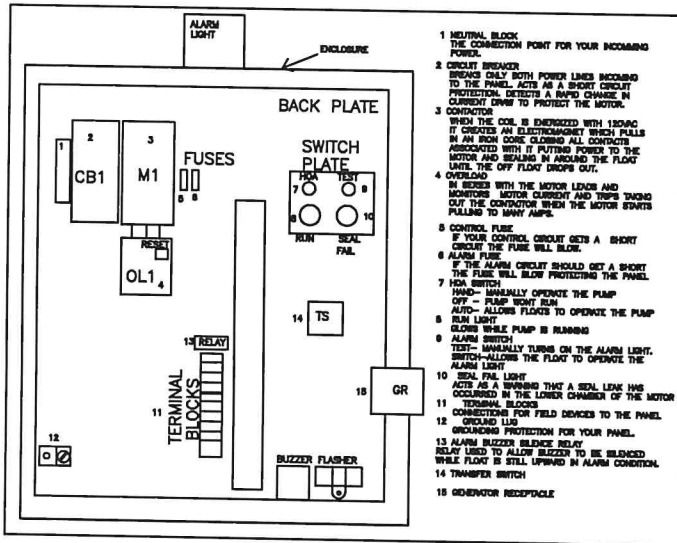 ALARM
LIGHT
ENCLOSURE
BACK PLATE
1
2
CB1
3
M1
FUSES
5 6
SWITCH
PLATE
HOA TEST
7 9
8 10
RUN SEAL
FAIL
RESET
OL1 4
14 TS
13 RELAY
11
TERMINAL
BLOCKS
15 GR
12
BUZZER FLASHER
1 NEUTRAL BLOCK
THE CONNECTION POINT FOR YOUR INCOMMING
POWER.
2 CIRCUIT BREAKER
BREAKS ONLY BOTH POWER LINES INCOMING
TO THE PANEL. ACTS AS A SHORT CIRCUIT
PROTECTION. DETECTS A RAPID CHANGE IN
CURRENT DRAW TO PROTECT THE MOTOR.
3 CONTACTOR
WHEN THE COIL IS ENERGIZED WITH 120VAC
IT CREATES AN ELECTROMAGNET WHICH PULLS
IN AN IRON CORE CLOSING ALL CONTACTS
ASSOCIATED WITH IT PUTTING POWER TO THE
MOTOR AND SEALING IN AROUND THE FLOAT
UNTIL THE OFF FLOAT DROPS OUT.
4 OVERLOAD
IN SERIES WITH THE MOTOR LEADS AND
MONITORS MOTOR CURRENT AND TRIPS TAKING
OUT THE CONTACTOR WHEN THE MOTOR STARTS
PULLING TO MANY AMPS.
5 CONTROL FUSE
IF YOUR CONTROL CIRCUIT GETS A SHORT
CIRCUIT THE FUSE WILL BLOW.
6 ALARM FUSE
IF THE ALARM CIRCUIT SHOULD GET A SHORT
THE FUSE WILL BLOW PROTECTING THE PANEL
7 HOA SWITCH
HAND- MANUALLY OPERATE THE PUMP
OFF - PUMP WONT RUN
AUTO- ALLOWS FLOATS TO OPERATE THE PUMP
8 RUN LIGHT
GLOWS WHILE PUMP IS RUNNING
9 ALARM SWITCH
TEST- MANUALLY TURNS ON THE ALARM LIGHT.
SWITCH-ALLOWS THE FLOAT TO OPERATE THE
ALARM LIGHT
10 SEAL FAIL LIGHT
ACTS AS A WARNING THAT A SEAL LEAK HAS
OCCURRED IN THE LOWER CHAMBER OF THE MOTOR
11 TERMINAL BLOCKS
CONNECTIONS FOR FIELD DEVICES TO THE PANEL
12 GROUND LUG
GROUNDING PROTECTION FOR YOUR PANEL.
13 ALARM BUZZER SILENCE RELAY
RELAY USED TO ALLOW BUZZER TO BE SILENCED
WHILE FLOAT IS STILL UPWARD IN ALARM CONDITION.
14 TRANSFER SWITCH
15 GENERATOR RECEPTACLE